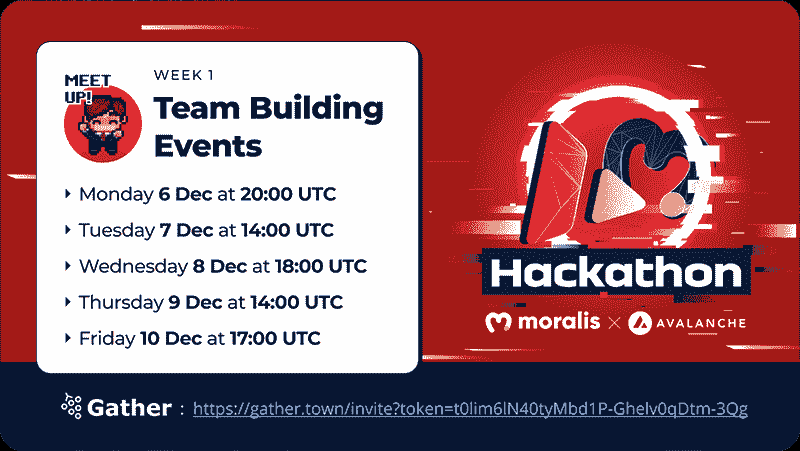 MEET
UP!
WEEK 1
Team Building
Events
Monday 6 Dec at 20:00 UTC
Tuesday 7 Dec at 14:00 UTC
Wednesday 8 Dec at 18:00 UTC
Thursday 9 Dec at 14:00 UTC
Friday 10 Dec at 17:00 UTC
Hackathon
moralis × AVALANCHE
Gather : https://gather.town/invite?token=t0lim6lN40tyMbd1P-Ghelv0qDtm-3Qg